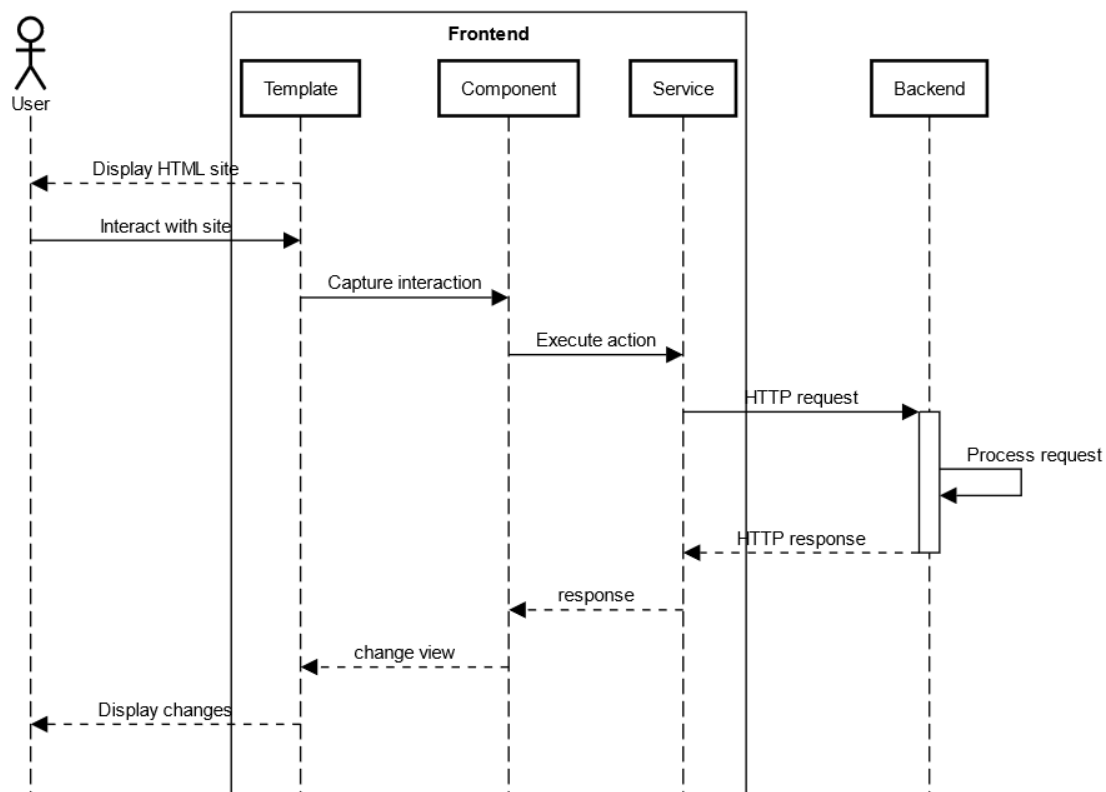 Frontend
Template
Component
Service
Backend
User
Display HTML site
Interact with site
Capture interaction
Execute action
HTTP request
Process request
HTTP response
response
change view
Display changes